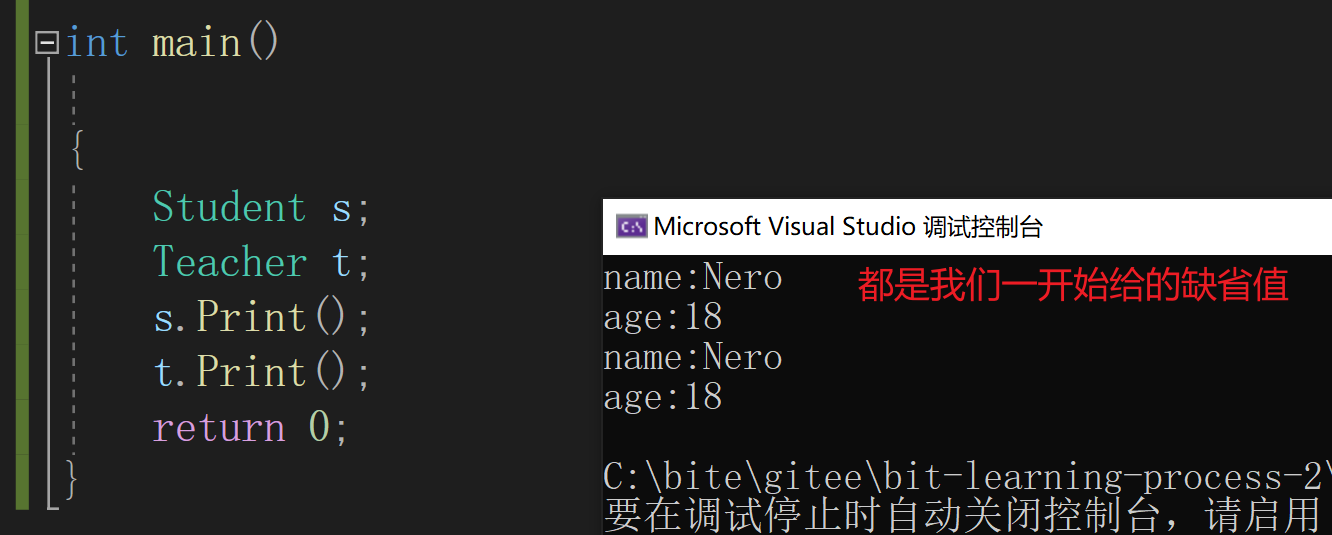 int main()
{
Student s;
Teacher t;
s.Print();
t.Print();
return 0;
}
Microsoft Visual Studio 调试控制台
name:Nero
都是我们一开始给的缺省值
age:18
name:Nero
age:18
C:\bite\gitee\bit-learning-process-2\
要在调试停止时自动关闭控制台，请启用